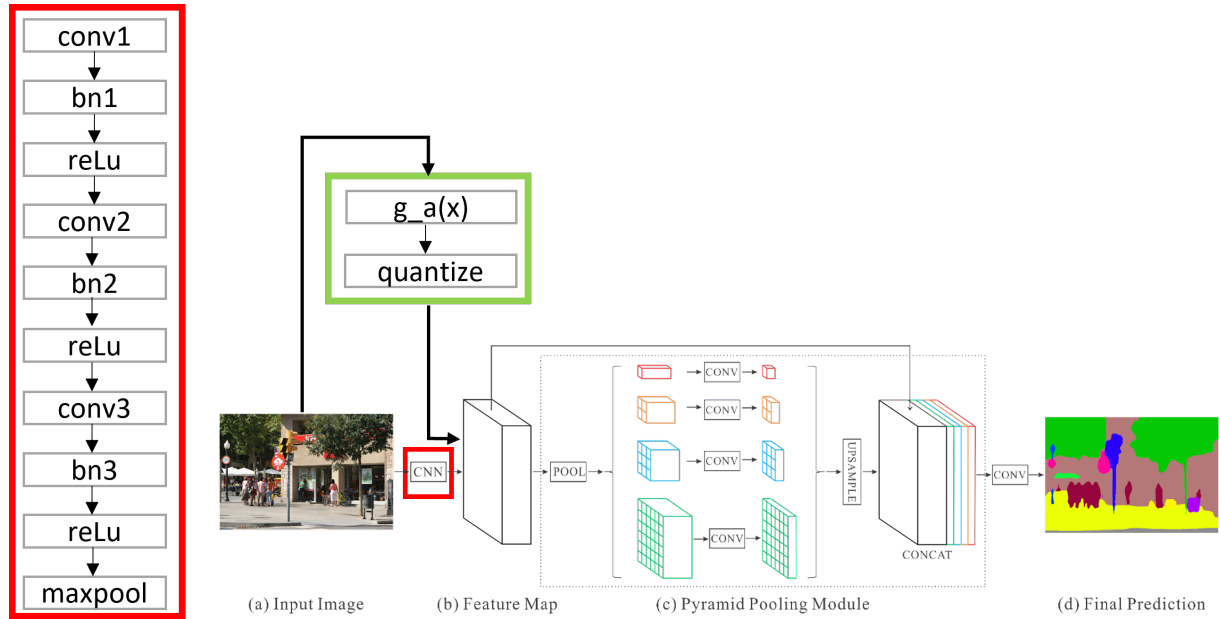 conv1
bn1
reLu
conv2
bn2
reLu
conv3
bn3
reLu
maxpool
g_a(x)
quantize
CNN
POOL
CONV
CONV
CONV
CONV
UPSAMPLE
CONCAT
CONV
(a) Input Image
(b) Feature Map
(c) Pyramid Pooling Module
(d) Final Prediction